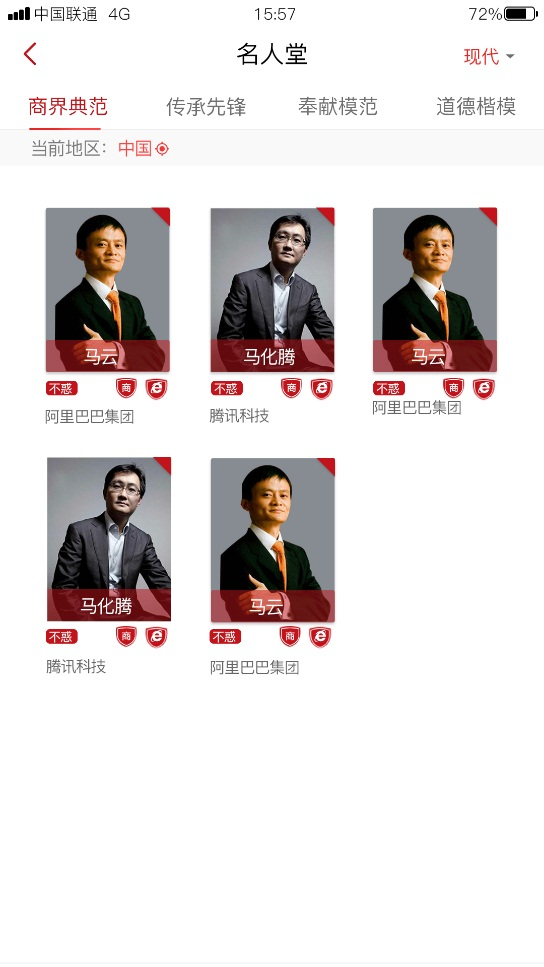 中国联通 4G 15:57 72%
名人堂 现代
商界典范 传承先锋 奉献模范 道德楷模
当前地区：中国
马云 马化腾 马云
不惑 商 e 不惑 商 e 不惑 商 e
阿里巴巴集团 腾讯科技 阿里巴巴集团
马化腾 马云
不惑 商 e 不惑 商 e
腾讯科技 阿里巴巴集团